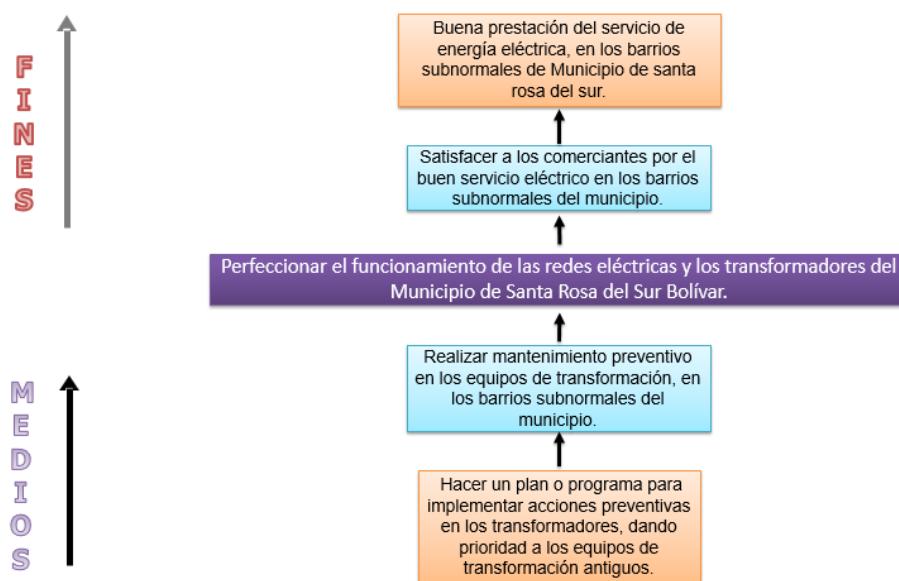 FINES
Buena prestación del servicio de
energía eléctrica, en los barrios
subnormales de Municipio de santa
rosa del sur.
Satisfacer a los comerciantes por el
buen servicio eléctrico en los barrios
subnormales del municipio.
Perfeccionar el funcionamiento de las redes eléctricas y los transformadores del
Municipio de Santa Rosa del Sur Bolívar.
MEDIOS
Realizar mantenimiento preventivo
en los equipos de transformación, en
los barrios subnormales del
municipio.
Hacer un plan o programa para
implementar acciones preventivas
en los transformadores, dando
prioridad a los equipos de
transformación antiguos.